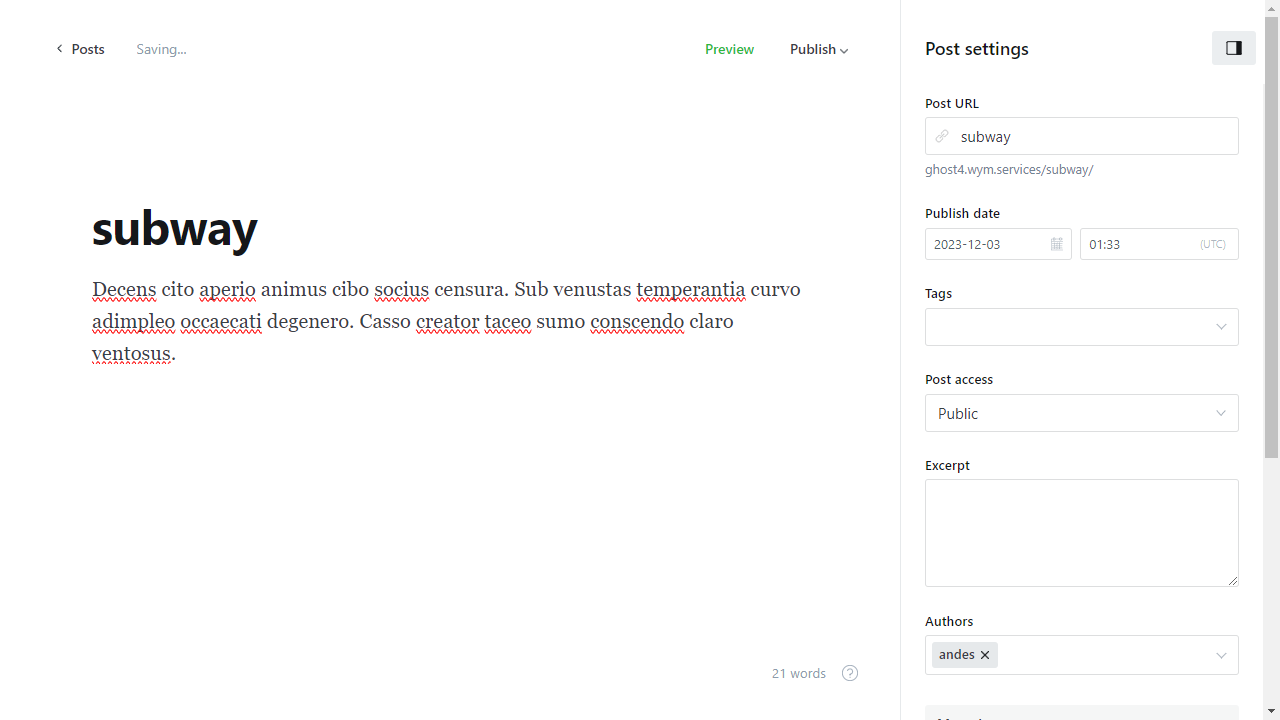 Posts
Saving...
Preview
Publish
Post settings
Post URL
subway
ghost4.wym.services/subway/
Publish date
2023-12-03
01:33
(UTC)
subway
Decens cito aperio animus cibo socius censura. Sub venustas temperantia curvo
adimpleo occaecati degenero. Casso creator taceo sumo conscendo claro
ventosus.
Tags
Post access
Public
Excerpt
Authors
andes
21 words